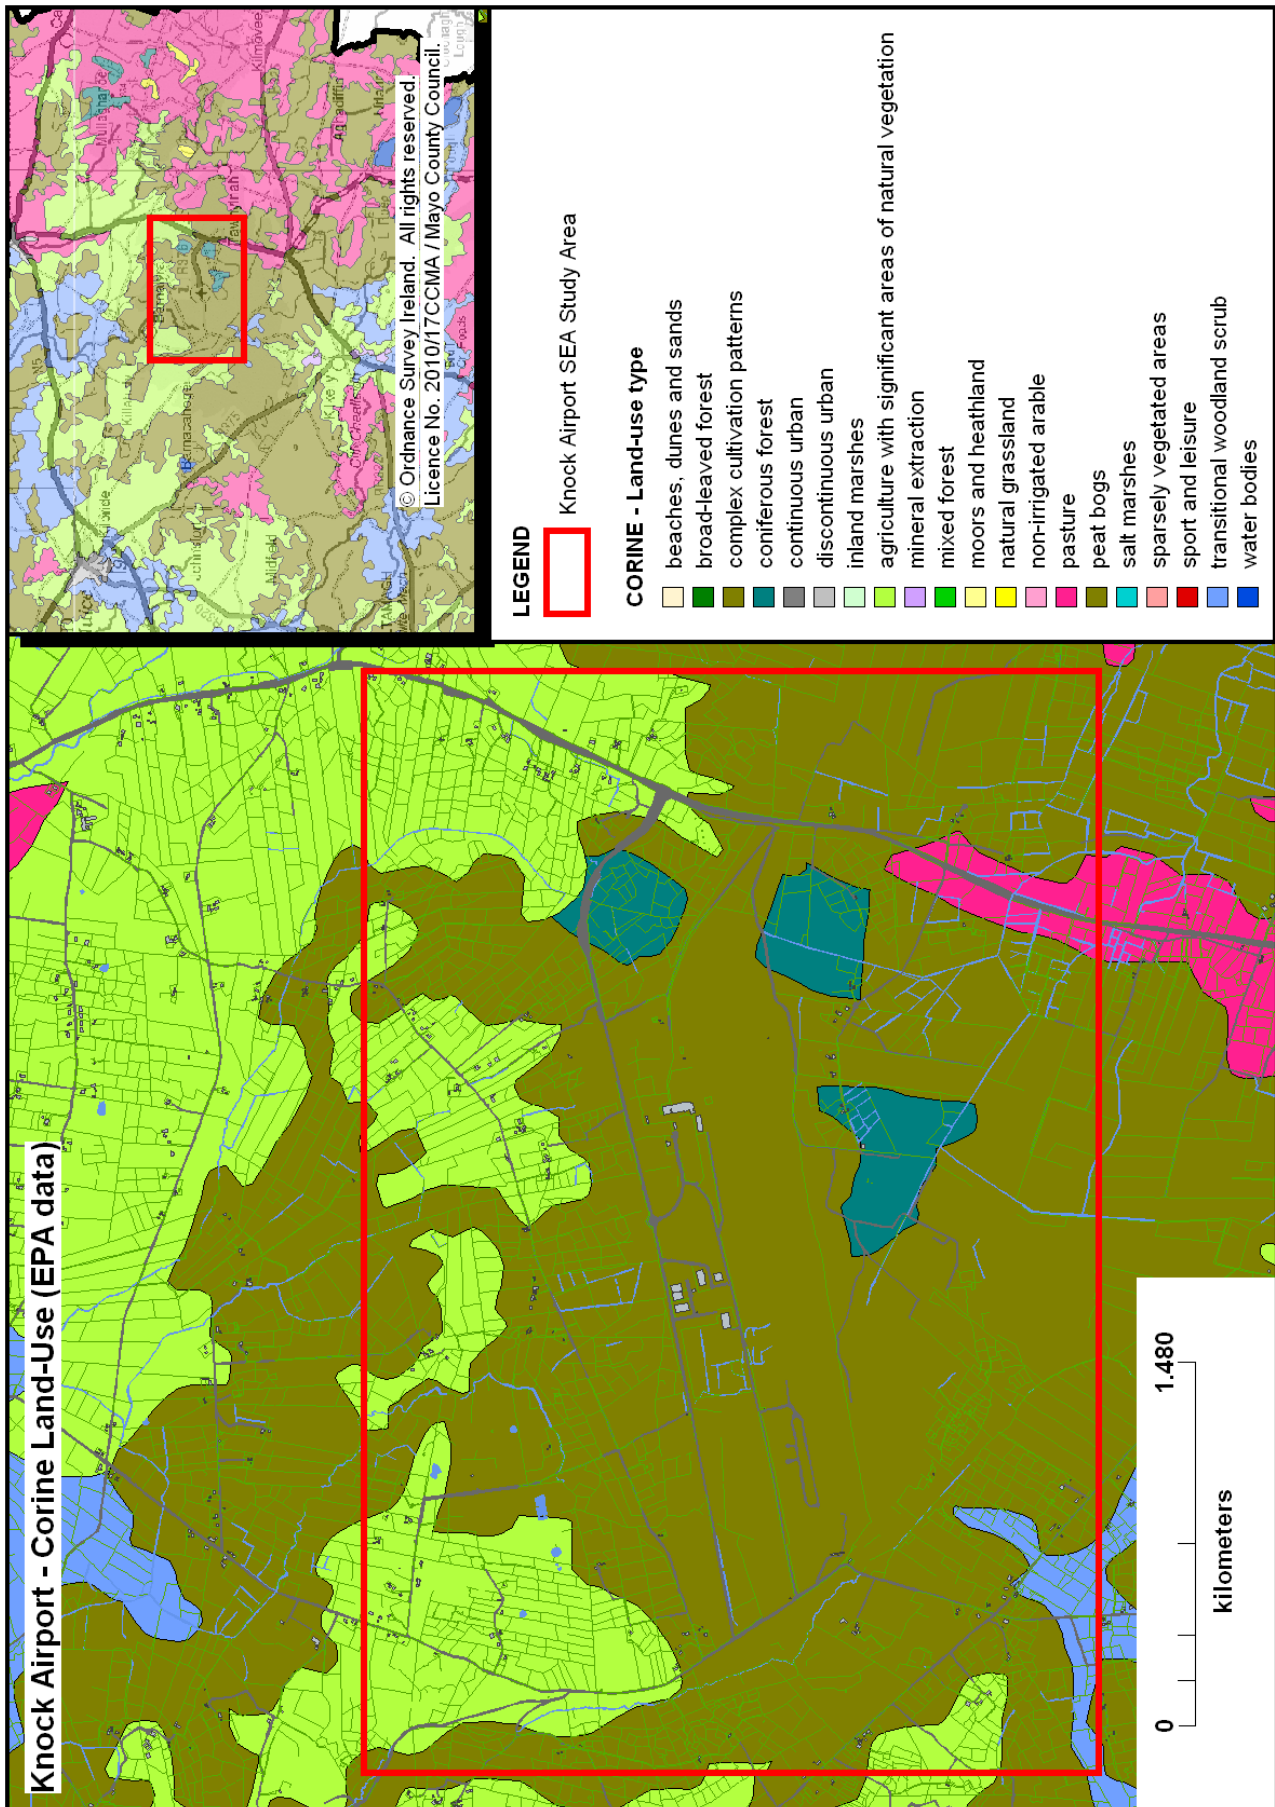 Knock Airport - Corine Land-Use (EPA data)
© Ordnance Survey Ireland. All rights reserved.
Licence No. 2010/17CCMA / Mayo County Council.
LEGEND
Knock Airport SEA Study Area
CORINE - Land-use type
beaches, dunes and sands
broad-leaved forest
complex cultivation patterns
coniferous forest
continuous urban
discontinuous urban
inland marshes
agriculture with significant areas of natural vegetation
mineral extraction
mixed forest
moors and heathland
natural grassland
non-irrigated arable
pasture
peat bogs
salt marshes
sparsely vegetated areas
sport and leisure
transitional woodland scrub
water bodies
0
1.480
kilometers
N5
Midfield